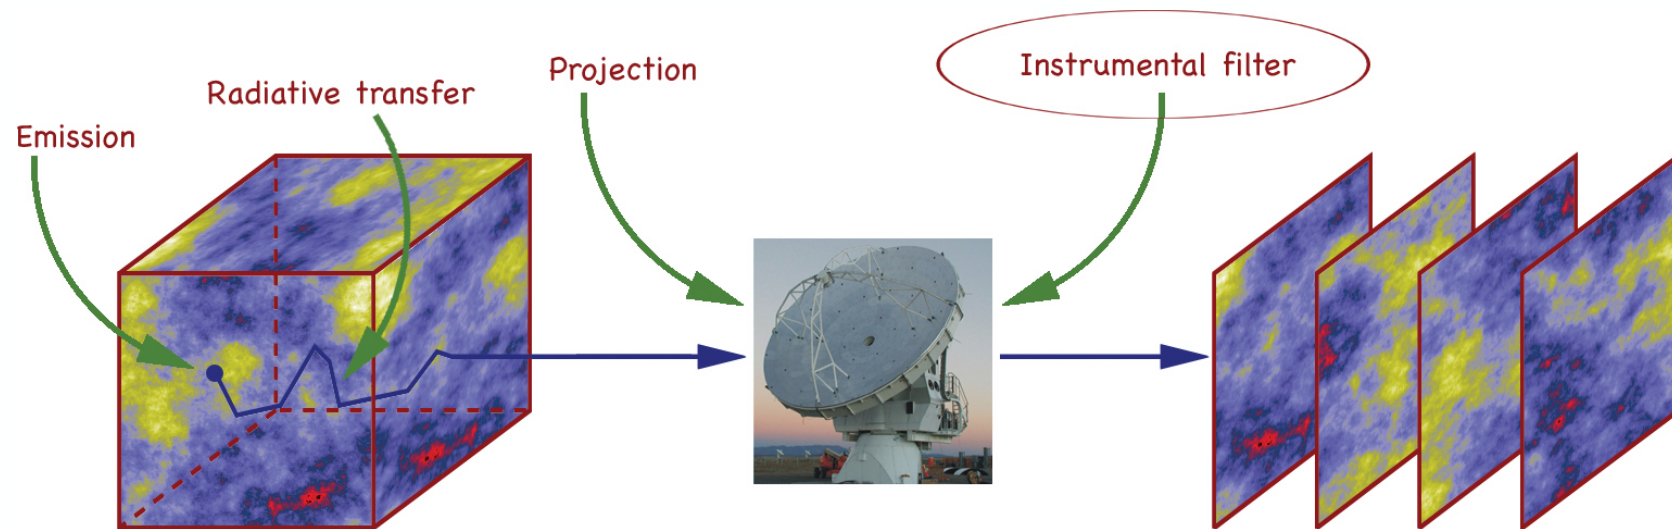 Emission
Radiative transfer
Projection
Instrumental filter